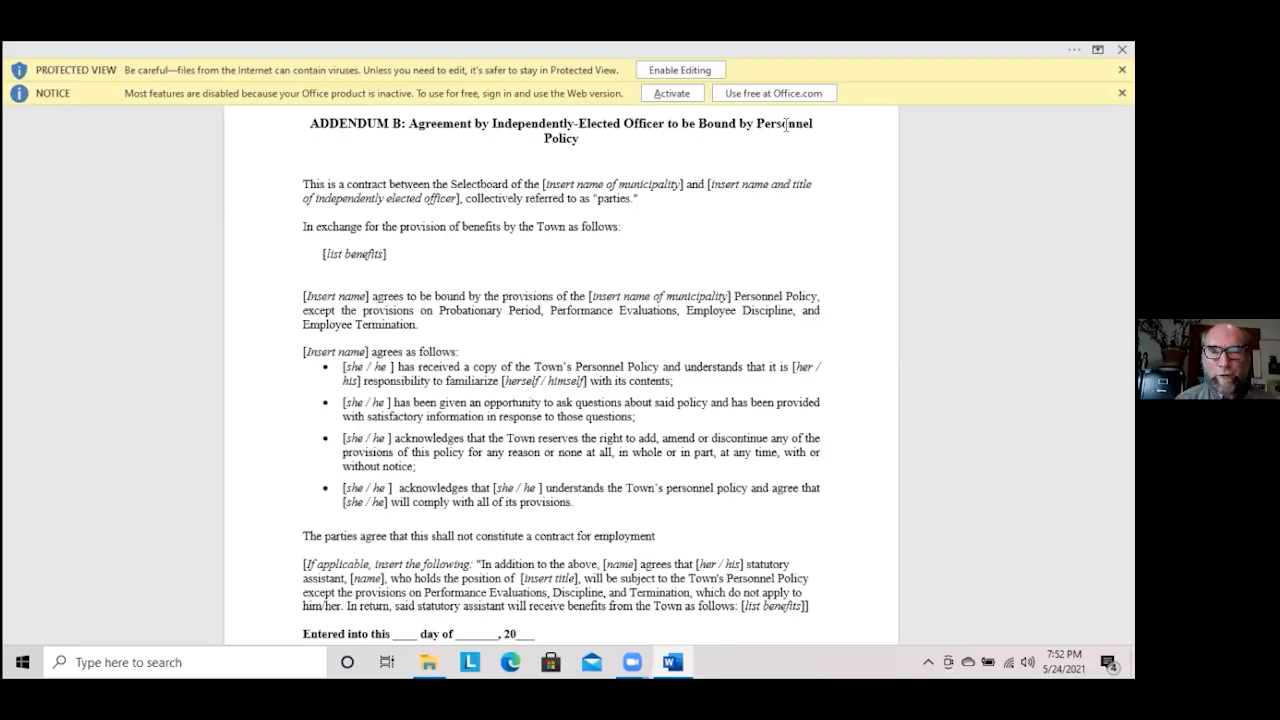 PROTECTED VIEW Be careful—files from the Internet can contain viruses. Unless you need to edit, it's safer to stay in Protected View. Enable Editing
NOTICE Most features are disabled because your Office product is inactive. To use for free, sign in and use the Web version. Activate Use free at Office.com
ADDENDUM B: Agreement by Independently-Elected Officer to be Bound by Personnel
Policy
This is a contract between the Selectboard of the [insert name of municipality] and [insert name and title
of independently elected officer], collectively referred to as “parties.”
In exchange for the provision of benefits by the Town as follows:
[list benefits]
[Insert name] agrees to be bound by the provisions of the [insert name of municipality] Personnel Policy,
except the provisions on Probationary Period, Performance Evaluations, Employee Discipline, and
Employee Termination.
[Insert name] agrees as follows:
• [she / he ] has received a copy of the Town’s Personnel Policy and understands that it is [her /
his] responsibility to familiarize [herself / himself] with its contents;
• [she / he ] has been given an opportunity to ask questions about said policy and has been provided
with satisfactory information in response to those questions;
• [she / he ] acknowledges that the Town reserves the right to add, amend or discontinue any of the
provisions of this policy for any reason or none at all, in whole or in part, at any time, with or
without notice;
• [she / he ] acknowledges that [she / he ] understands the Town’s personnel policy and agree that
[she / he] will comply with all of its provisions.
The parties agree that this shall not constitute a contract for employment
[If applicable, insert the following: “In addition to the above, [name] agrees that [her / his] statutory
assistant, [name], who holds the position of [insert title], will be subject to the Town's Personnel Policy
except the provisions on Performance Evaluations, Discipline, and Termination, which do not apply to
him/her. In return, said statutory assistant will receive benefits from the Town as follows: [list benefits]]
Entered into this ____ day of _______, 20___
Type here to search
7:52 PM
5/24/2021
4